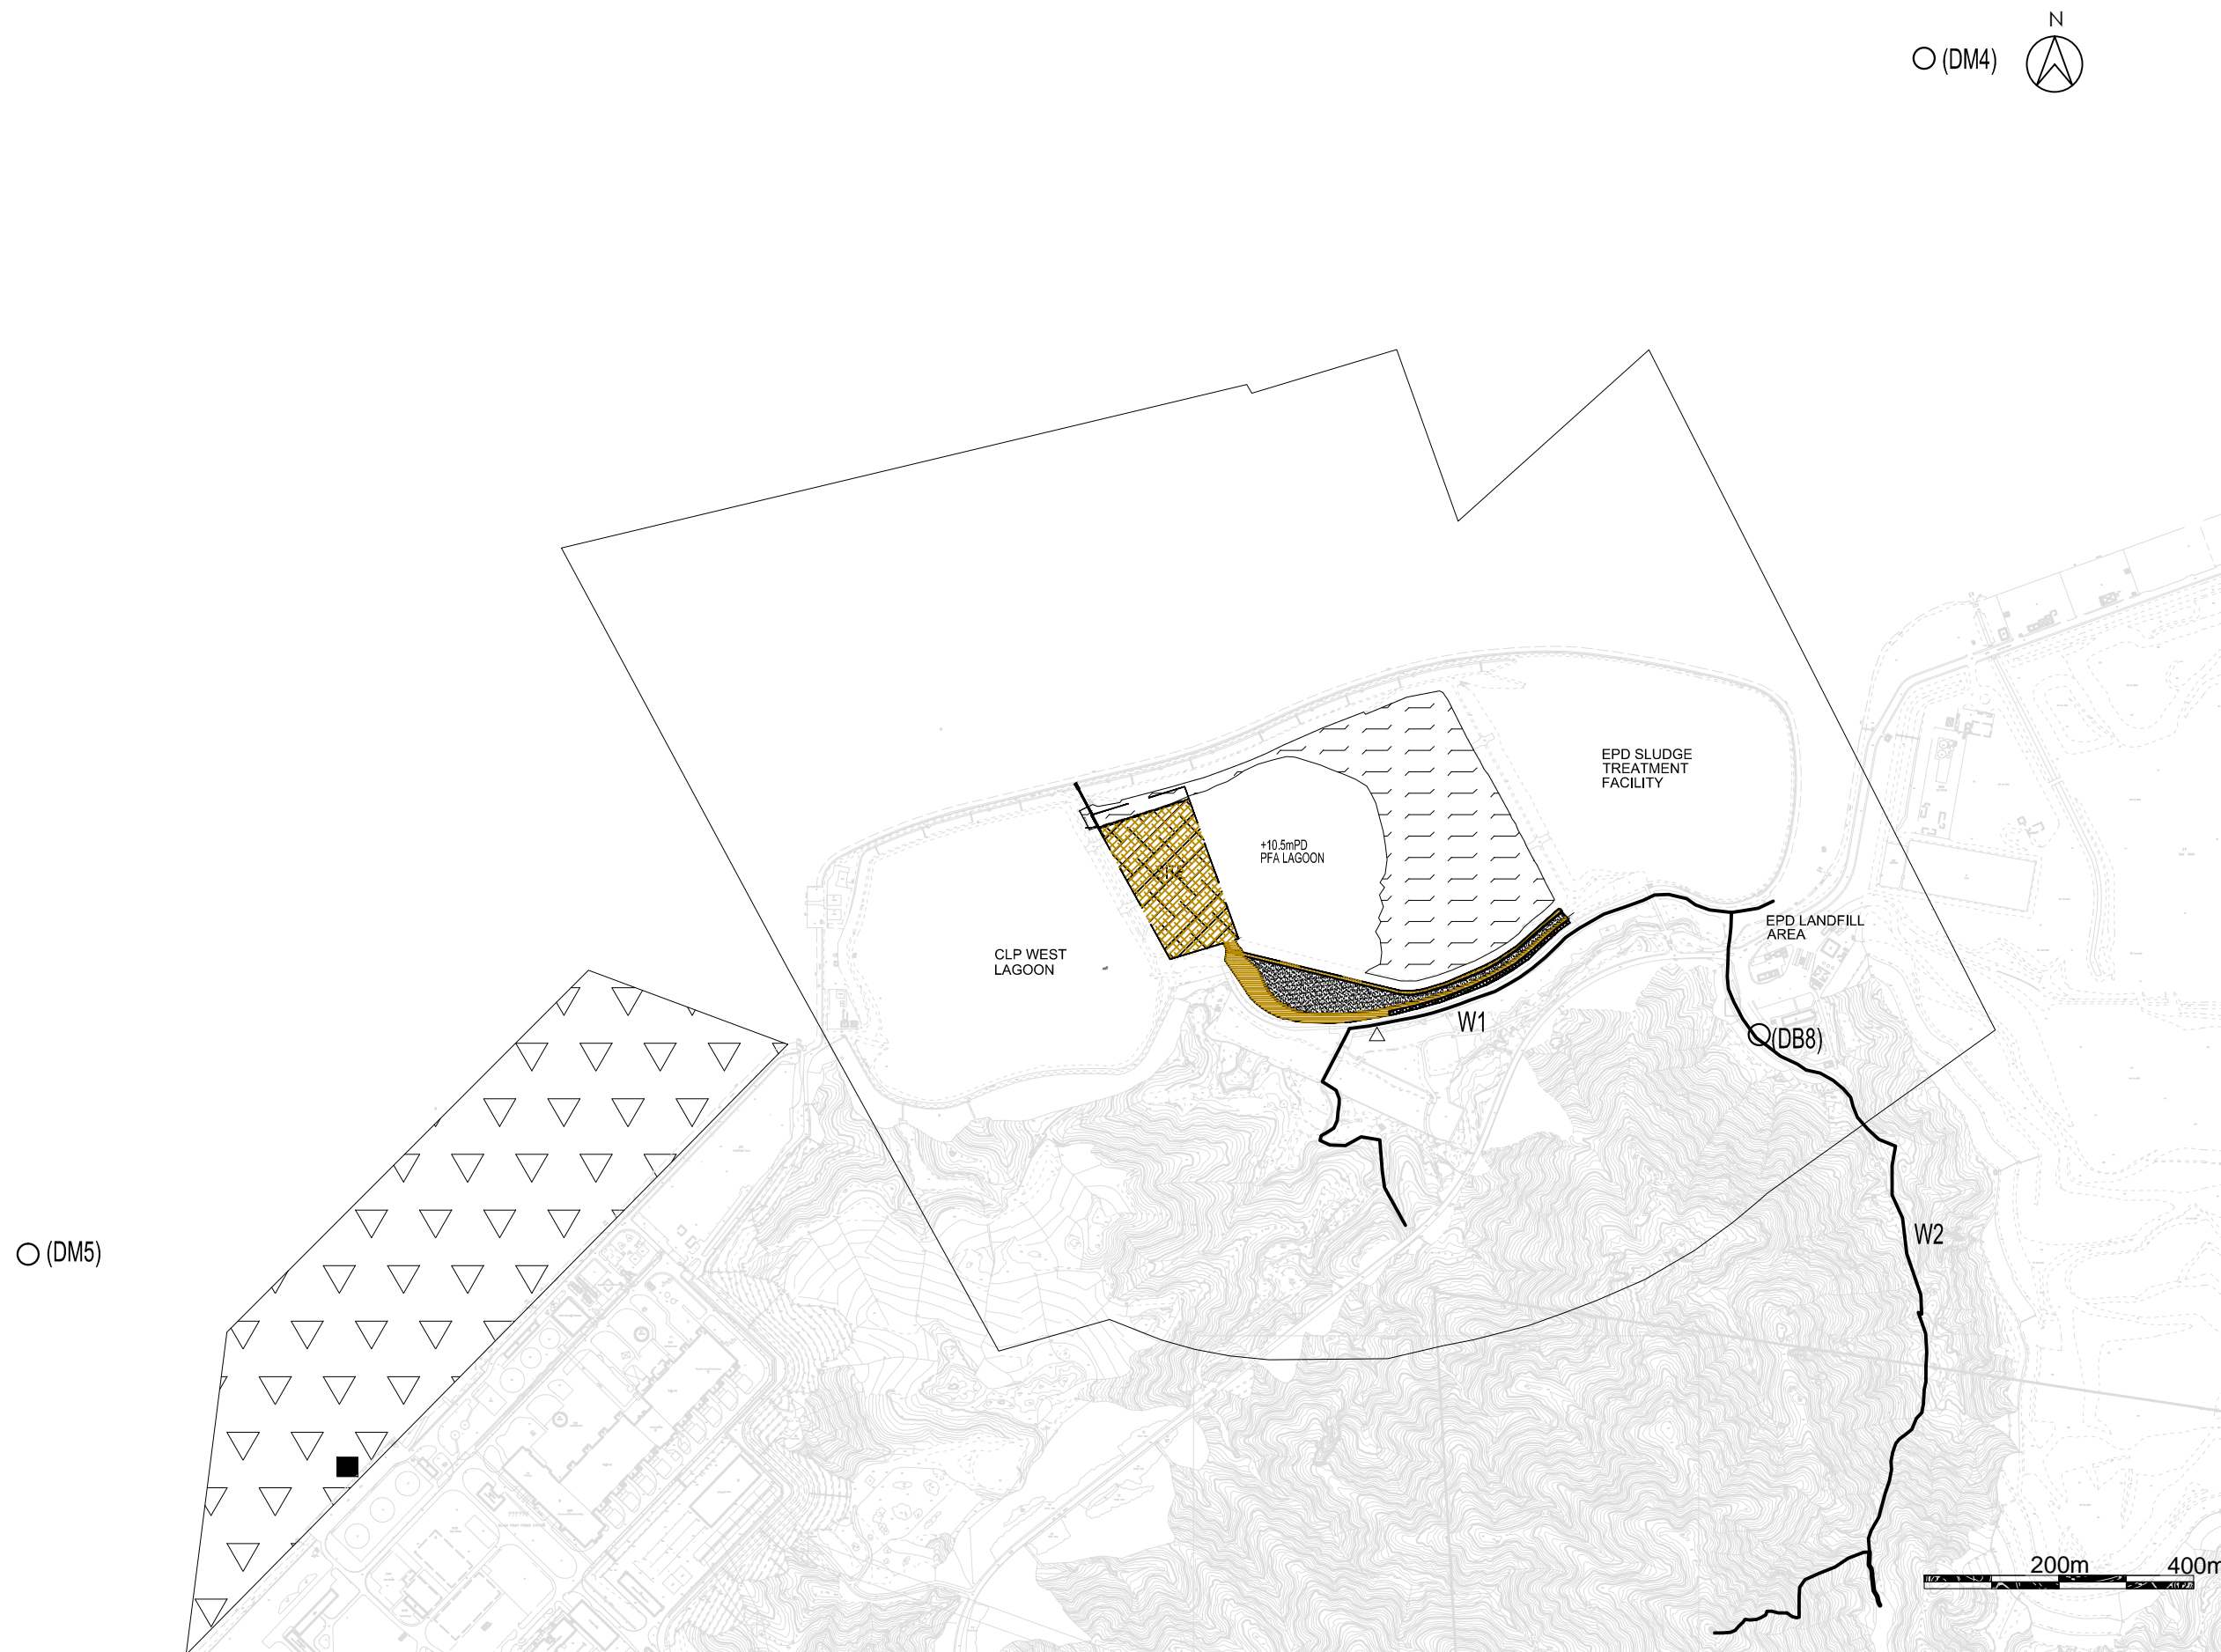 N
(DM4)
EPD SLUDGE
TREATMENT
FACILITY
+10.5mPD
PFA LAGOON
EPD LANDFILL
AREA
CLP WEST
LAGOON
W1
(DB8)
W2
(DM5)
200m
400m